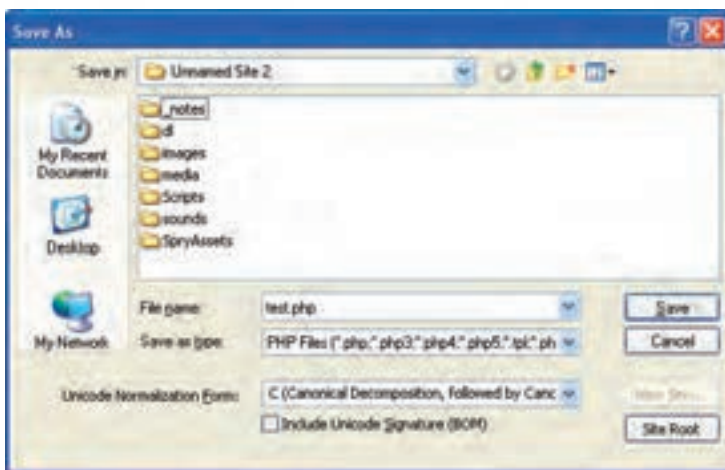 Save As
Save in: Unnamed Site 2
_notes
dl
images
media
Scripts
sounds
SpryAssets
My Recent
Documents
Desktop
My Network
File name: test.php Save
Save as type: PHP Files (*.php;*.php3;*.php4;*.php5;*.tpl;*.ph Cancel
Unicode Normalization Form: C (Canonical Decomposition, followed by Canc
Include Unicode Signature (BOM) Site Root